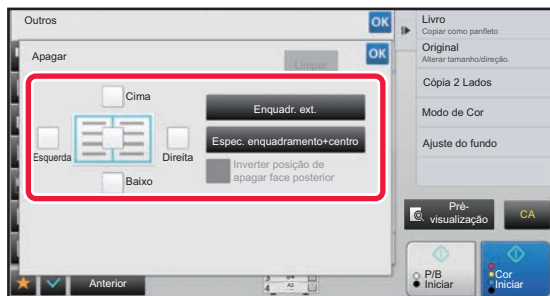 Outros
OK
Apagar
Limpar
OK
Cima
Esquerda
Direita
Baixo
Enquadr. ext.
Espec. enquadramento+centro
Inverter posição de
apagar face posterior
Anterior
Livro
Copiar como panfleto
Original
Alterar tamanho/direção.
Cópia 2 Lados
Modo de Cor
Ajuste do fundo
Pré-
visualização
CA
P/B
Iniciar
Cor
Iniciar